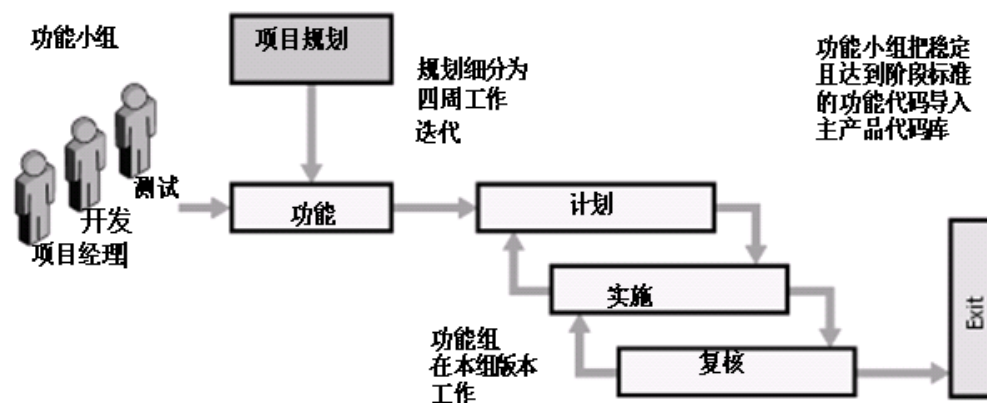 功能小组
项目规划
规划细分为
四周工作
迭代
功能小组把稳定
且达到阶段标准
的功能代码导入
主产品代码库
测试
开发
项目经理
功能
计划
实施
复核
功能组
在本组版本
工作
Exit